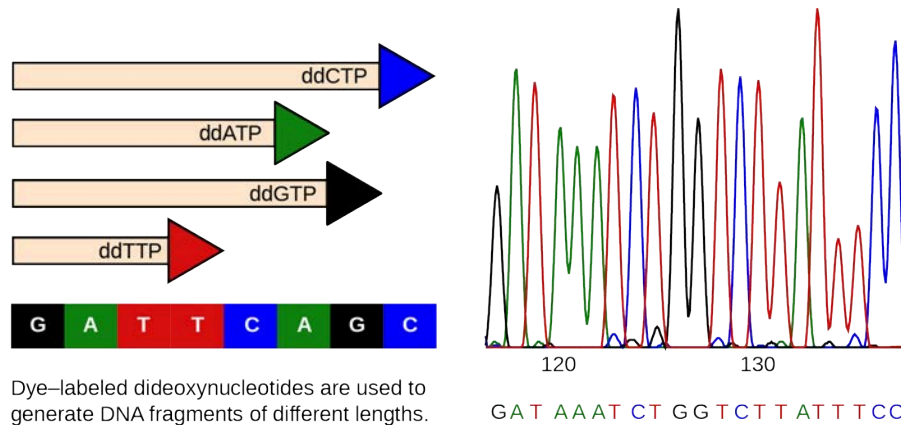 ddCTP
ddATP
ddGTP
ddTTP
G A T T C A G C
Dye–labeled dideoxynucleotides are used to
generate DNA fragments of different lengths.
120 130
GAT AAAT CT GGTCTTATTTCC